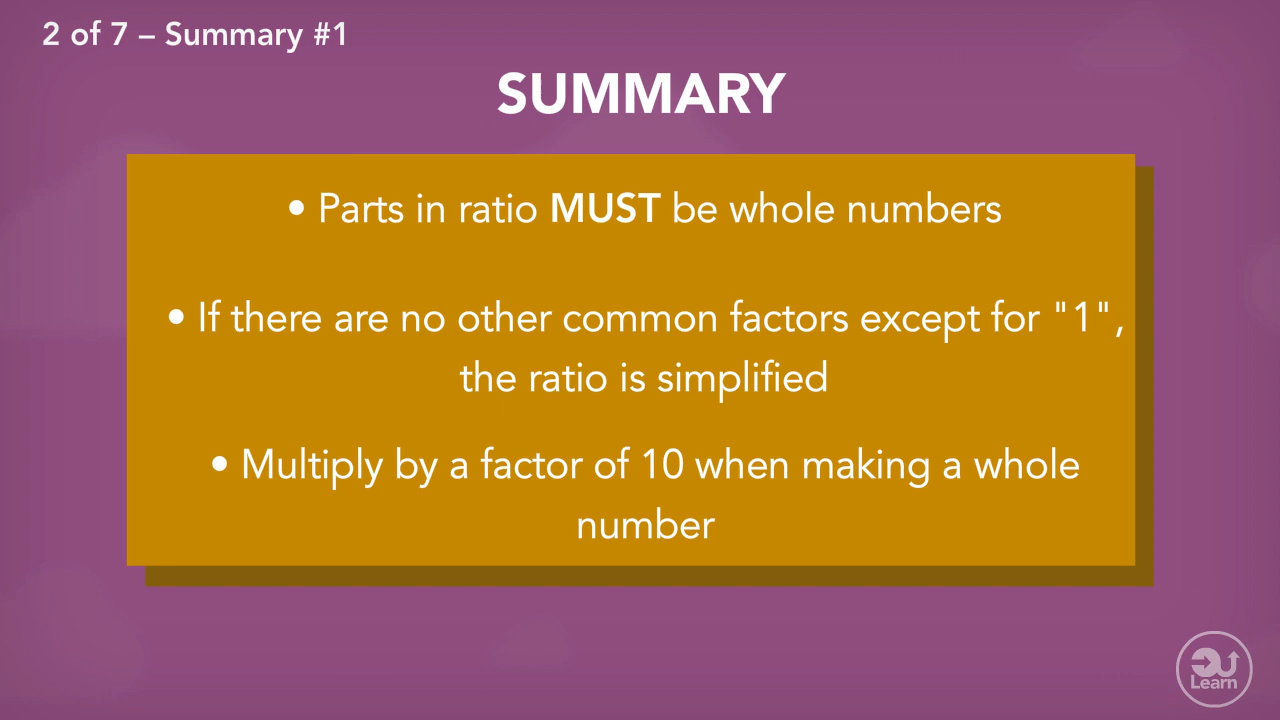 2 of 7 – Summary #1
SUMMARY
• Parts in ratio MUST be whole numbers
• If there are no other common factors except for "1",
the ratio is simplified
• Multiply by a factor of 10 when making a whole
number
Learn